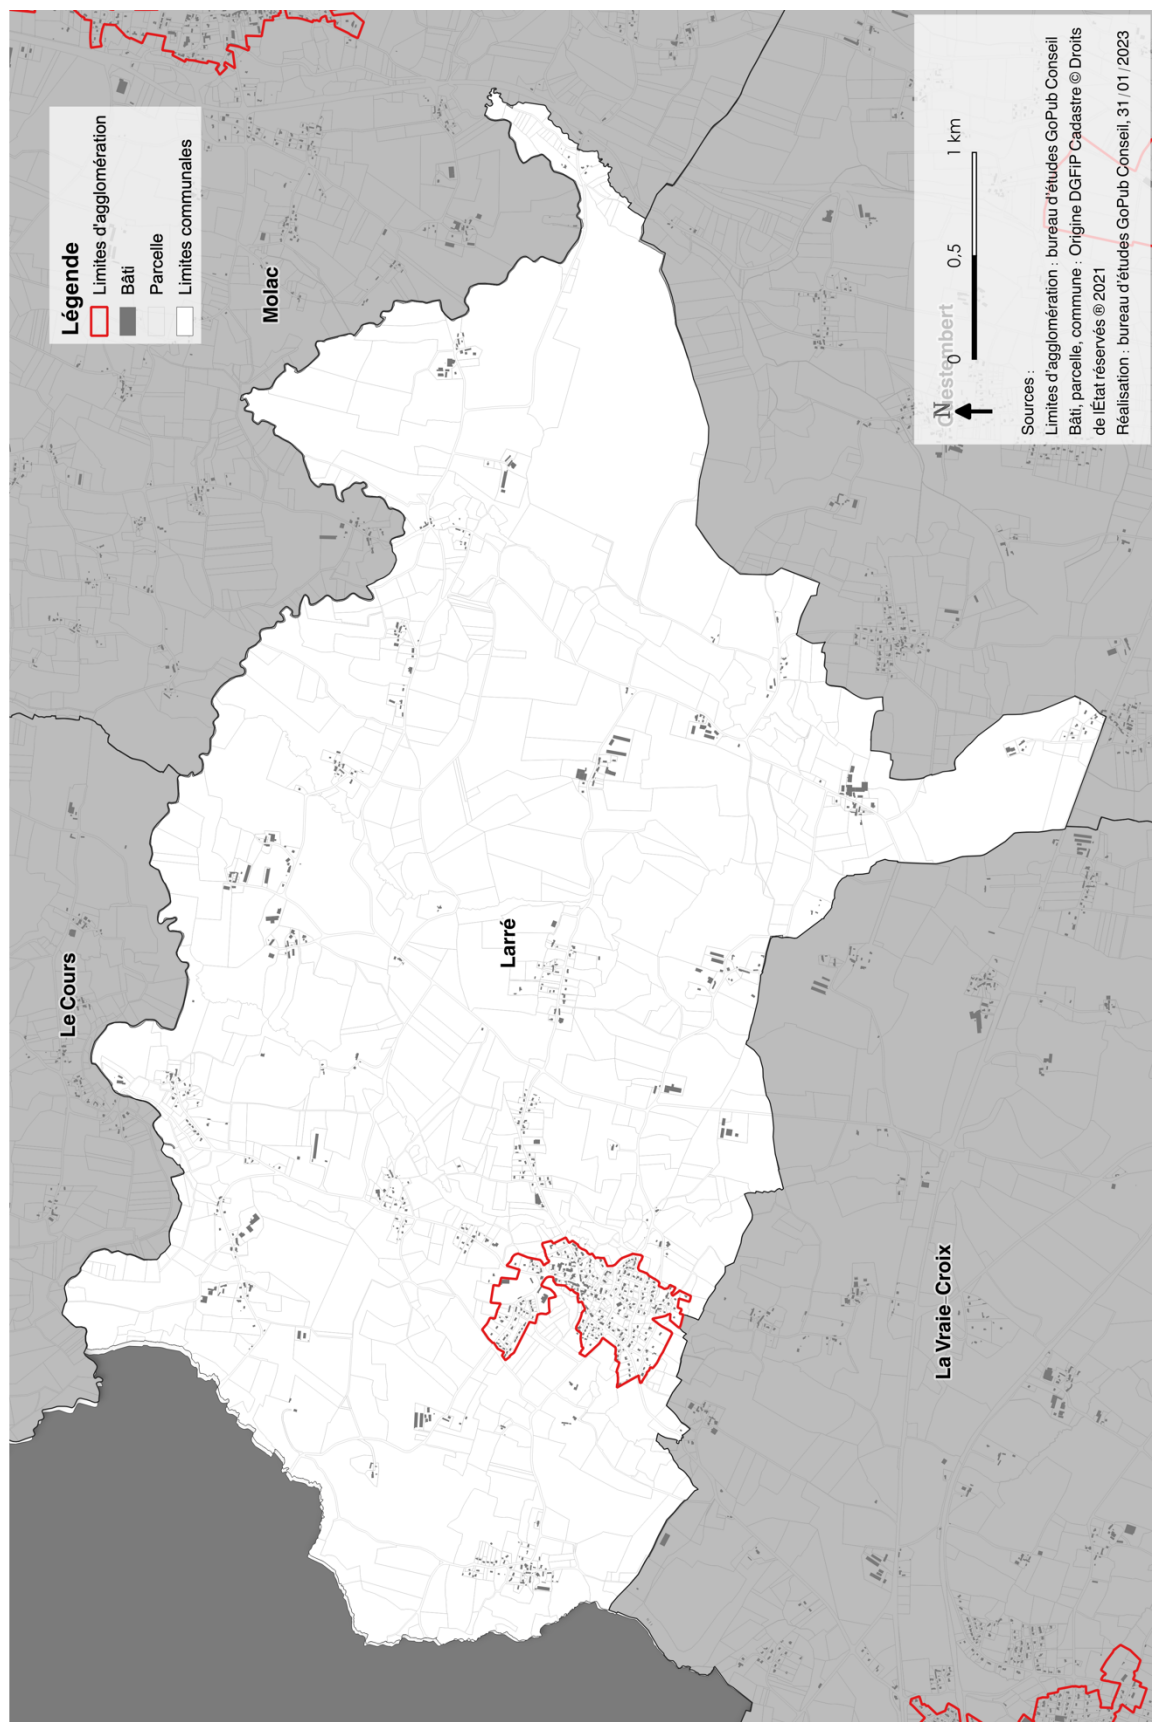 Le Cours
Molac
Larré
La Vraie-Croix
Légende
Limites d'agglomération
Bâti
Parcelle
Limites communales
Questembert
N
0 0,5 1 km
Sources :
Limites d'agglomération : bureau d'études GoPub Conseil
Bâti, parcelle, commune : Origine DGFiP Cadastre © Droits
de lÉtat réservés ® 2021
Réalisation : bureau d'études GoPub Conseil, 31/01/2023